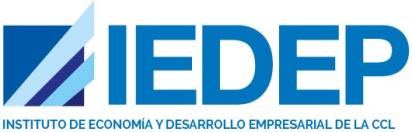 IEDEP
INSTITUTO DE ECONOMÍA Y DESARROLLO EMPRESARIAL DE LA CCL